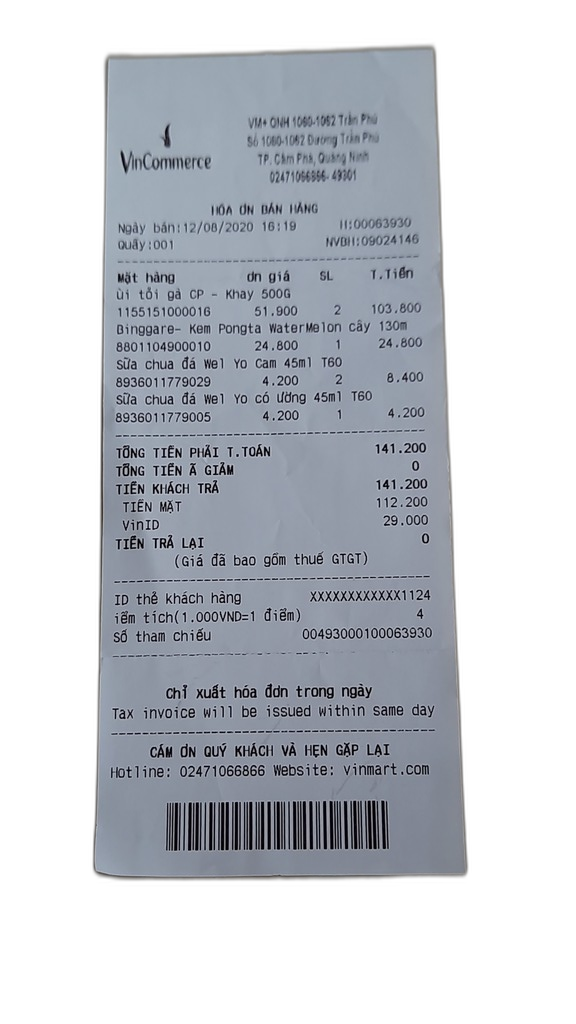 VinCommerce
VM+ QNH 1060-1062 Trần Phú
Số 1060-1062 Đường Trần Phú
TP. Cẩm Phả, Quảng Ninh
02471066866- 49301
HÓA ƠN BÁN HÀNG
Ngày bán:12/08/2020 16:19 H:00063930
Quầy:001 NVBH:09024146
Mặt hàng ơn giá SL T.Tiền
ùi tỏi gà CP - Khay 500G
1155151000016 51.900 2 103.800
Binggare- Kem Pongta WaterMelon cây 130m
8801104900010 24.800 1 24.800
Sữa chua đá Wel Yo Cam 45ml T60
8936011779029 4.200 2 8.400
Sữa chua đá Wel Yo có ường 45ml T60
8936011779005 4.200 1 4.200
TỔNG TIỀN PHẢI T.TOÁN 141.200
TỔNG TIỀN Ã GIẢM 0
TIỀN KHÁCH TRẢ 141.200
TIỀN MẶT 112.200
VinID 29.000
TIỀN TRẢ LẠI 0
(Giá đã bao gồm thuế GTGT)
ID thẻ khách hàng XXXXXXXXXXXX1124
iểm tích(1.000VND=1 điểm) 4
Số tham chiếu 00493000100063930
Chỉ xuất hóa đơn trong ngày
Tax invoice will be issued within same day
CÁM ƠN QUÝ KHÁCH VÀ HẸN GẶP LẠI
Hotline: 02471066866 Website: vinmart.com